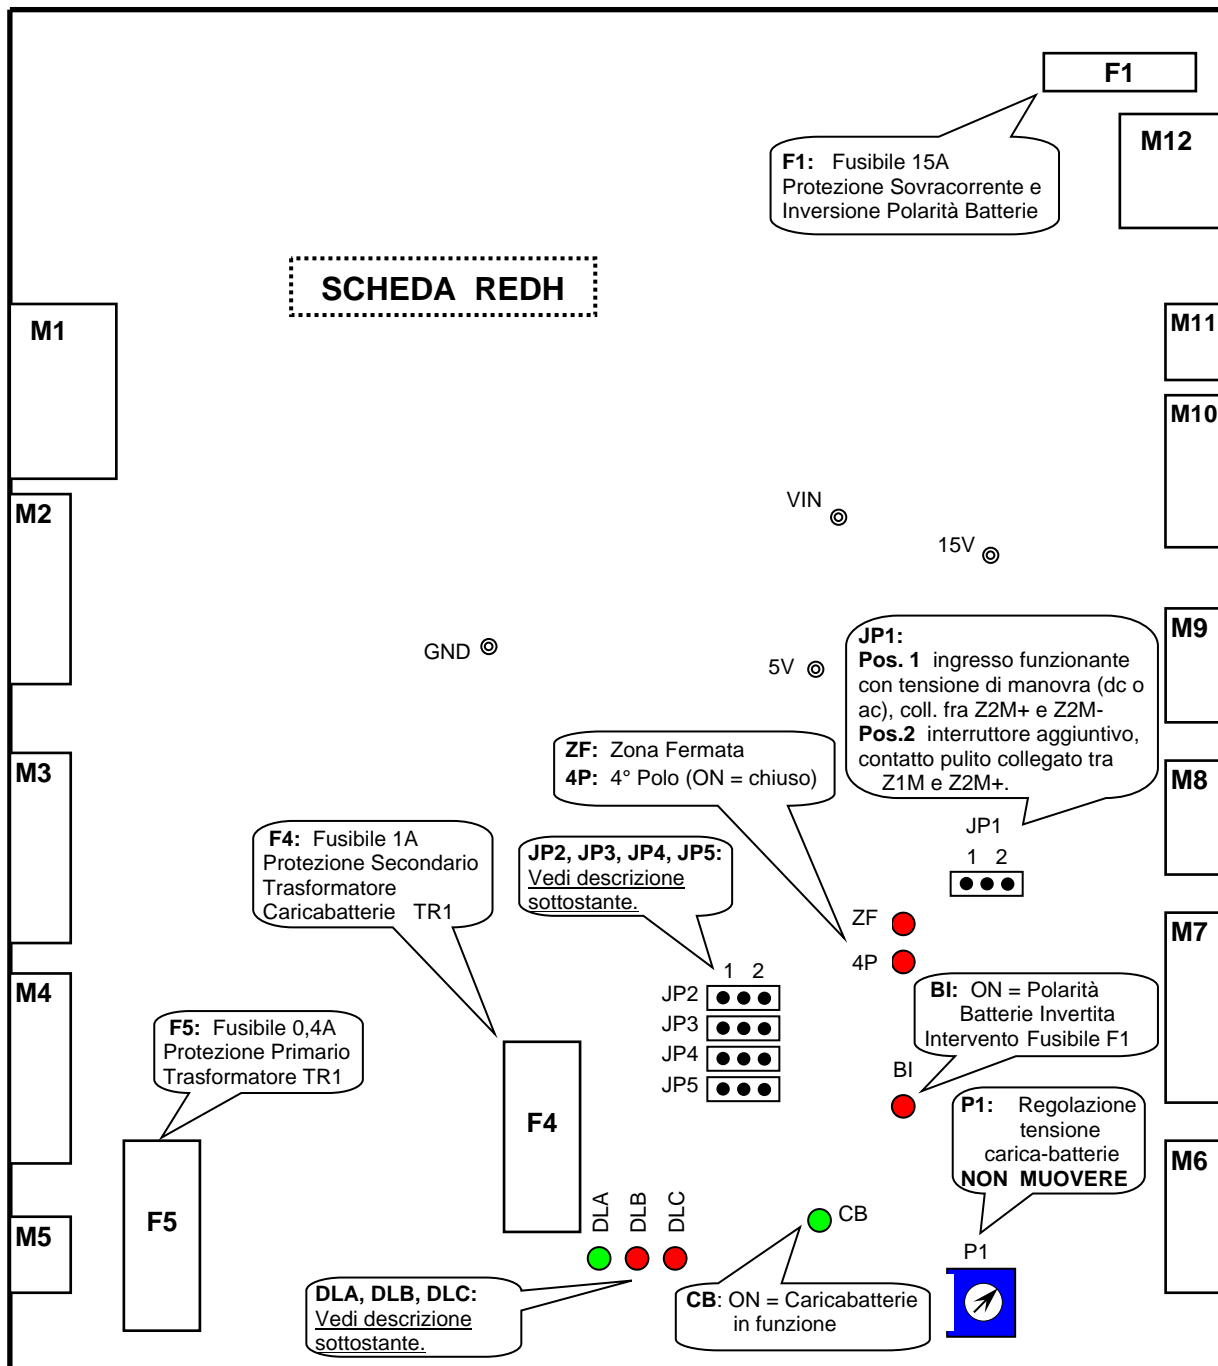 F1
M12
F1: Fusibile 15A
Protezione Sovracorrente e
Inversione Polarità Batterie
SCHEDA REDH
M1
M11
M10
M2
VIN
15V
GND
5V
M9
JP1:
Pos. 1 ingresso funzionante
con tensione di manovra (dc o
ac), coll. fra Z2M+ e Z2M-
Pos.2 interruttore aggiuntivo,
contatto pulito collegato tra
Z1M e Z2M+.
ZF: Zona Fermata
4P: 4° Polo (ON = chiuso)
M3
M8
F4: Fusibile 1A
Protezione Secondario
Trasformatore
Caricabatterie TR1
JP2, JP3, JP4, JP5:
Vedi descrizione
sottostante.
JP1
1 2
ZF
4P
M7
M4
1 2
JP2
JP3
JP4
JP5
BI: ON = Polarità
Batterie Invertita
Intervento Fusibile F1
BI
F5: Fusibile 0,4A
Protezione Primario
Trasformatore TR1
F4
P1: Regolazione
tensione
carica-batterie
NON MUOVERE
M6
F5
M5
DLA
DLB
DLC
CB
P1
DLA, DLB, DLC:
Vedi descrizione
sottostante.
CB: ON = Caricabatterie
in funzione